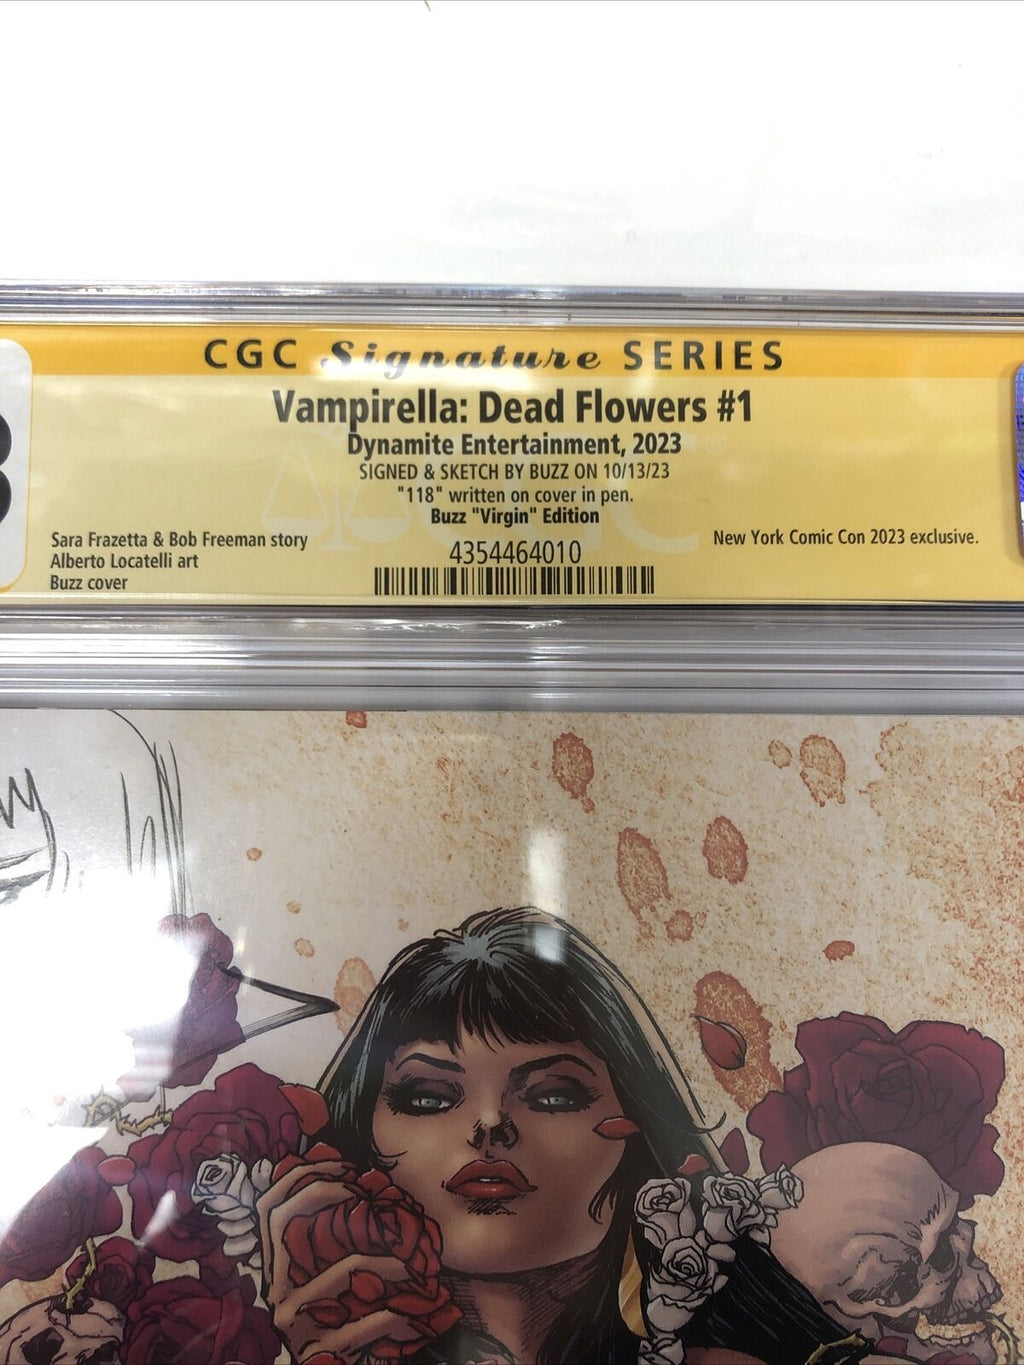 CGC Signature SERIES
Vampirella: Dead Flowers #1
Dynamite Entertainment, 2023
SIGNED & SKETCH BY BUZZ ON 10/13/23
"118" written on cover in pen.
Buzz "Virgin" Edition
Sara Frazetta & Bob Freeman story
Alberto Locatelli art
Buzz cover
4354464010
New York Comic Con 2023 exclusive.